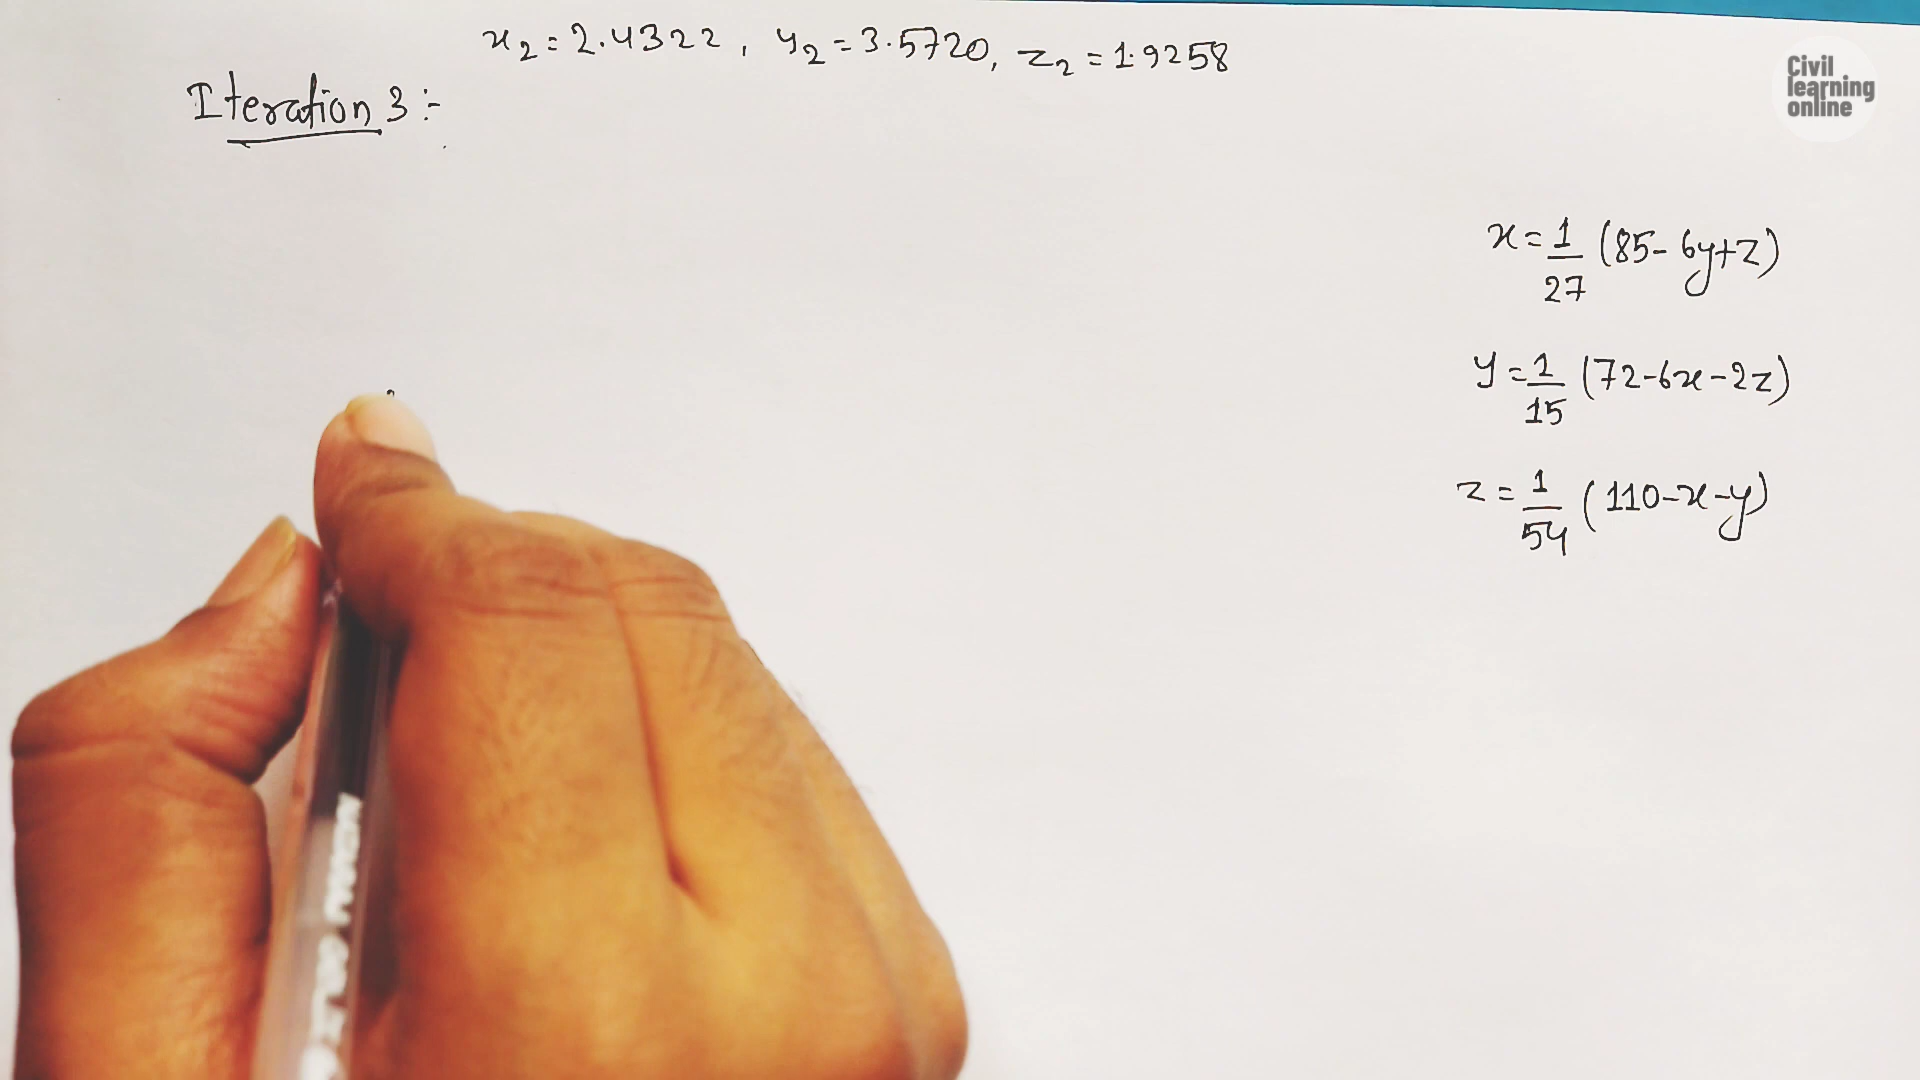 x₂ = 2.4322, y₂ = 3.5720, z₂ = 1.9258
Iteration 3 :-
Civil
learning
online
x = 1/27 (85 - 6y + z)
y = 1/15 (72 - 6x - 2z)
z = 1/54 (110 - x - y)